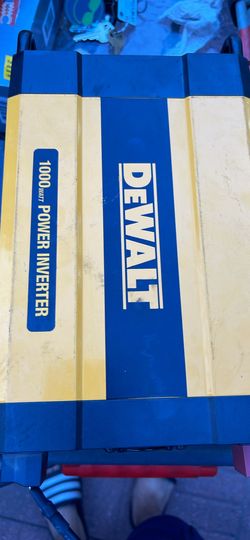 DEWALT
1000 WATT POWER INVERTER